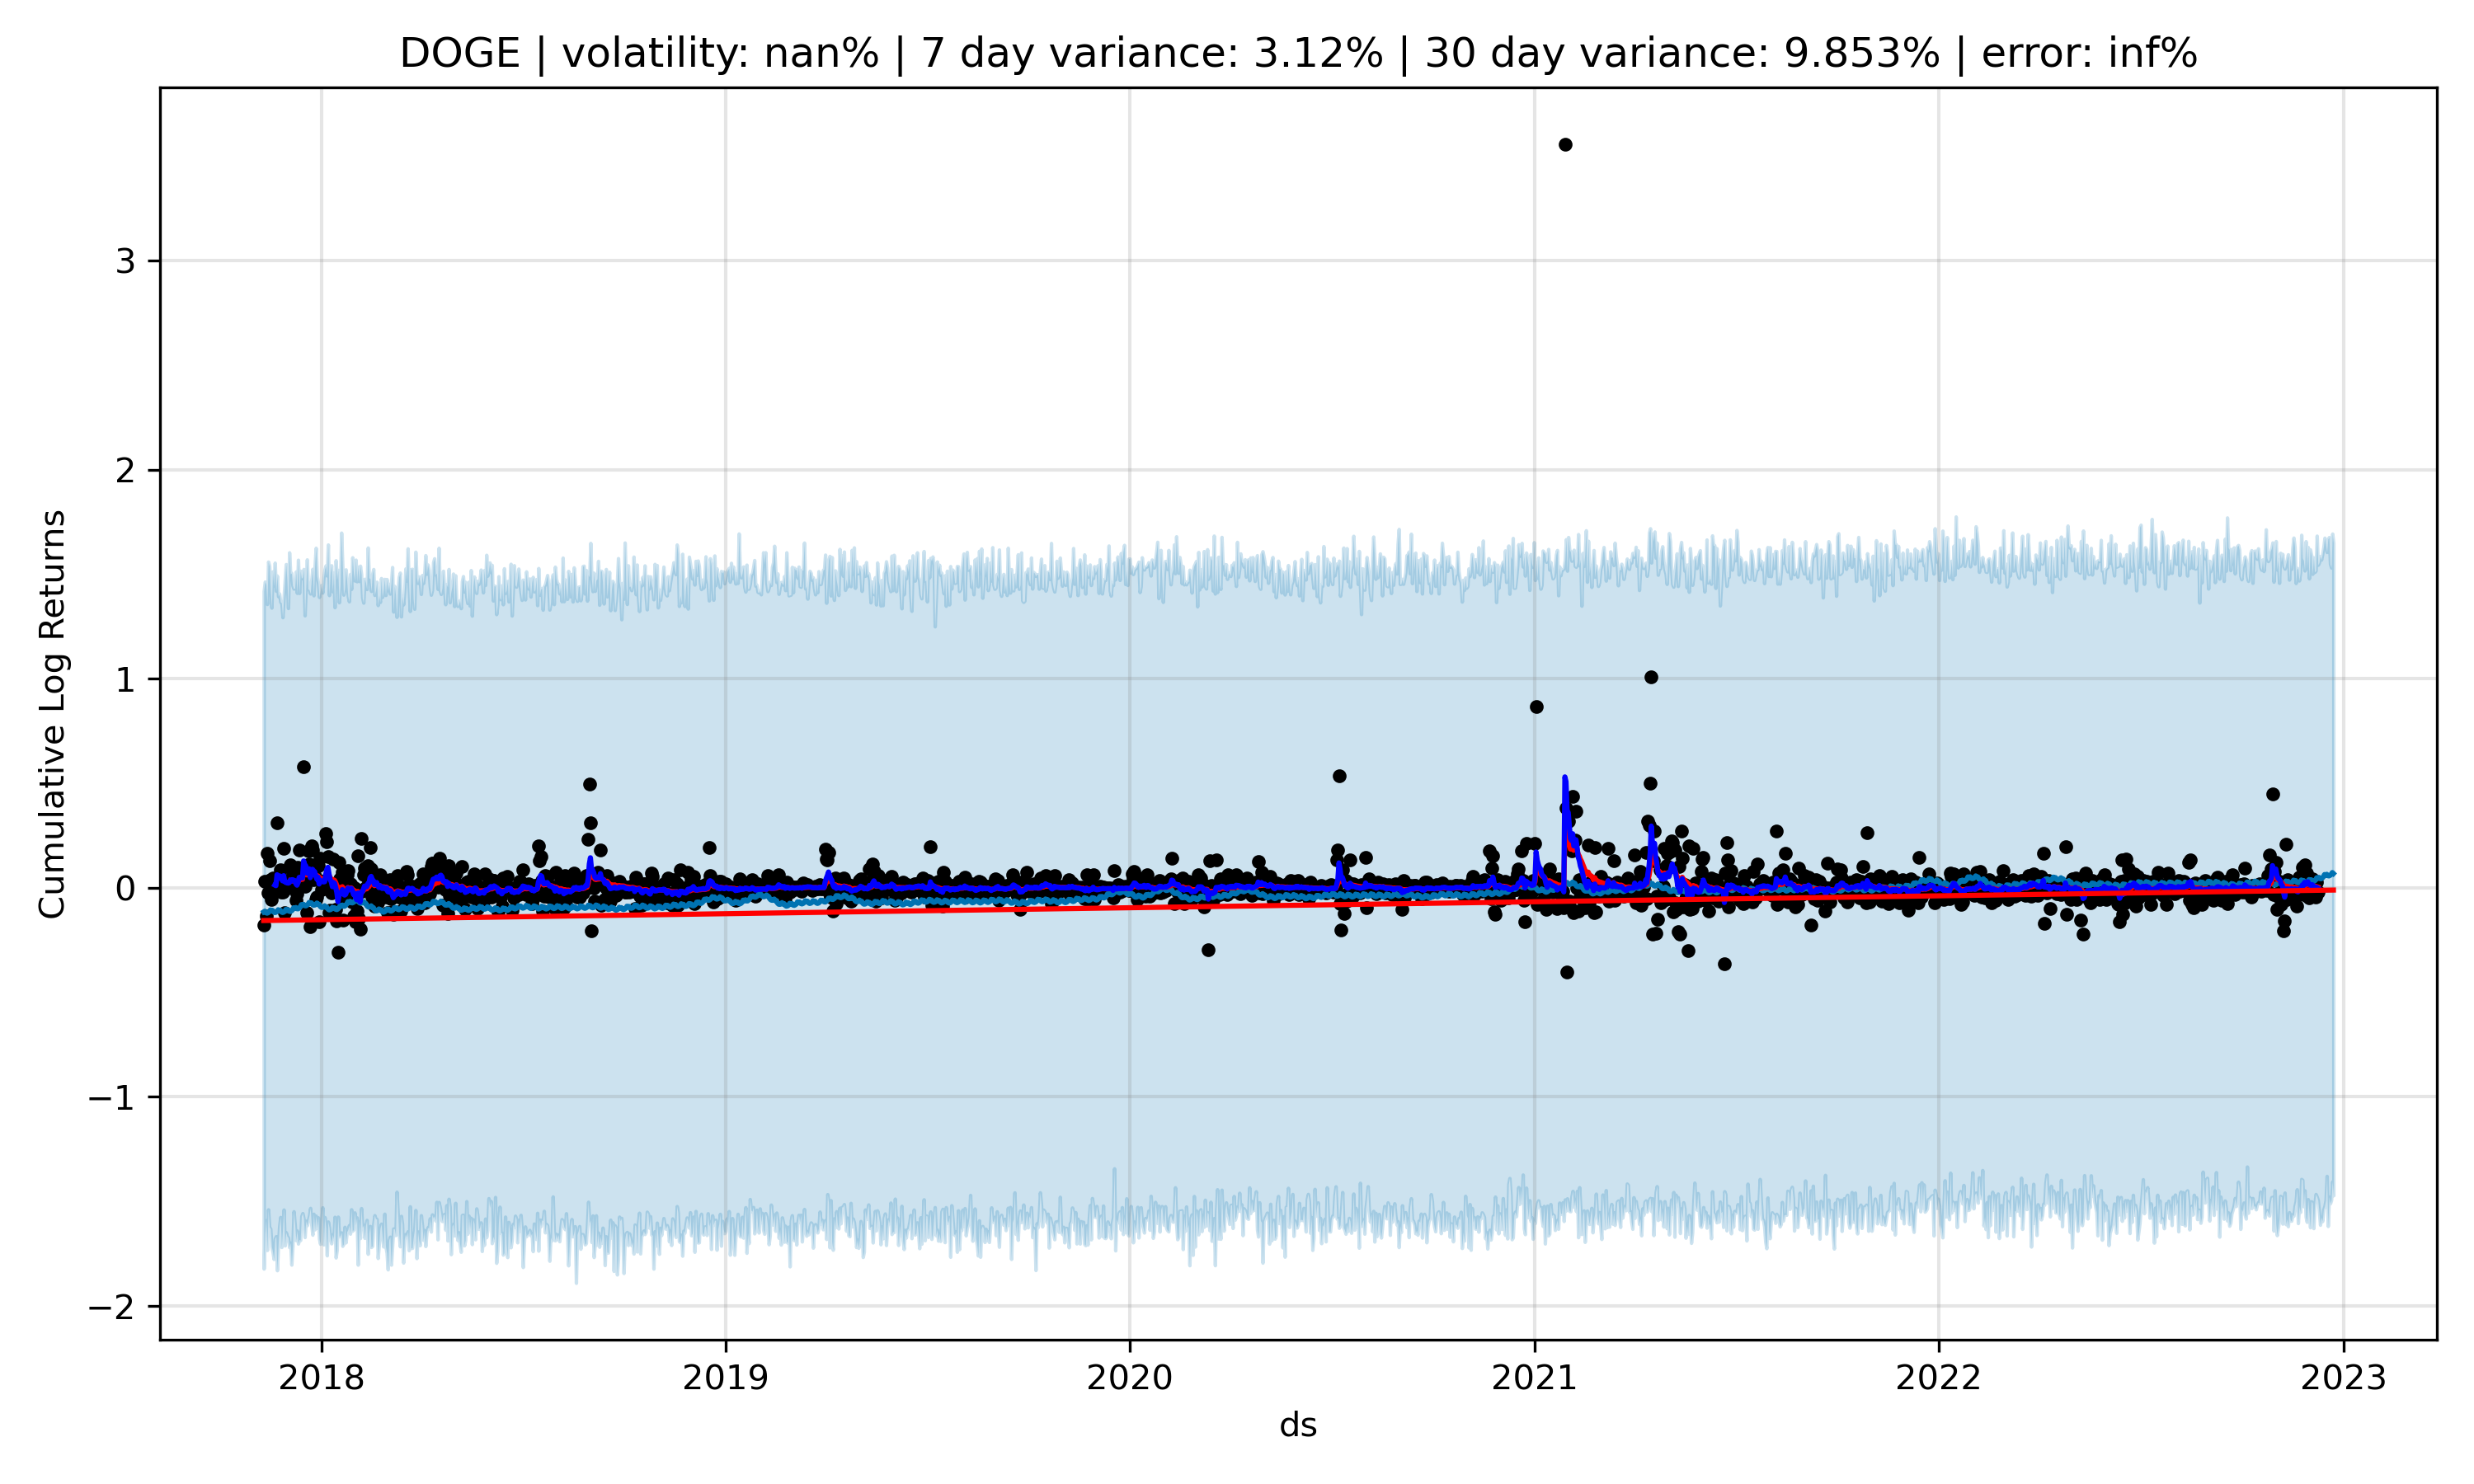 DOGE | volatility: nan% | 7 day variance: 3.12% | 30 day variance: 9.853% | error: inf%
Cumulative Log Returns
3
2
1
0
−1
−2
2018 2019 2020 2021 2022 2023
ds